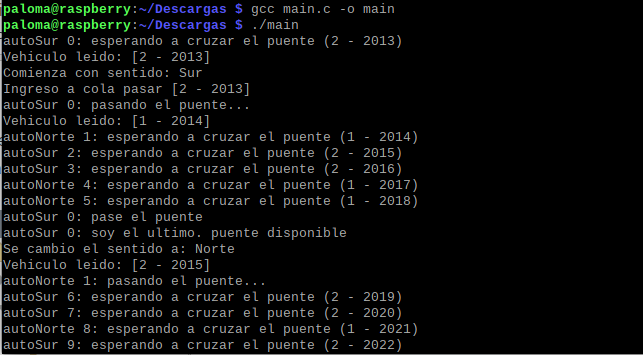 paloma@raspberry:~/Descargas $ gcc main.c -o main
paloma@raspberry:~/Descargas $ ./main
autoSur 0: esperando a cruzar el puente (2 - 2013)
Vehiculo leido: [2 - 2013]
Comienza con sentido: Sur
Ingreso a cola pasar [2 - 2013]
autoSur 0: pasando el puente...
Vehiculo leido: [1 - 2014]
autoNorte 1: esperando a cruzar el puente (1 - 2014)
autoSur 2: esperando a cruzar el puente (2 - 2015)
autoSur 3: esperando a cruzar el puente (2 - 2016)
autoNorte 4: esperando a cruzar el puente (1 - 2017)
autoNorte 5: esperando a cruzar el puente (1 - 2018)
autoSur 0: pase el puente
autoSur 0: soy el ultimo. puente disponible
Se cambio el sentido a: Norte
Vehiculo leido: [2 - 2015]
autoNorte 1: pasando el puente...
autoSur 6: esperando a cruzar el puente (2 - 2019)
autoSur 7: esperando a cruzar el puente (2 - 2020)
autoNorte 8: esperando a cruzar el puente (1 - 2021)
autoSur 9: esperando a cruzar el puente (2 - 2022)